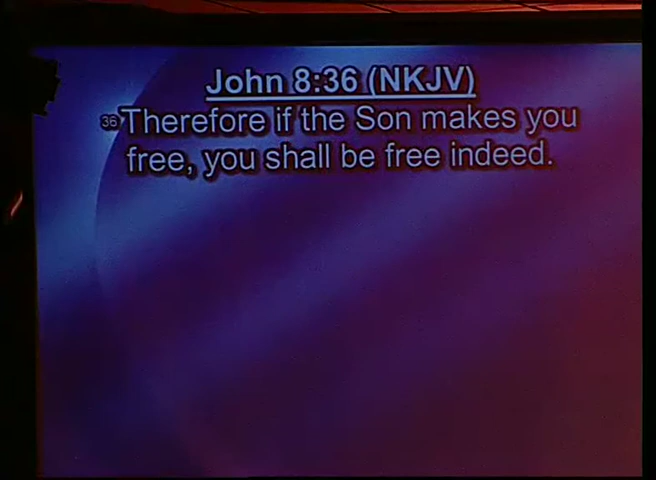 John 8:36 (NKJV)
36 Therefore if the Son makes you
free, you shall be free indeed.